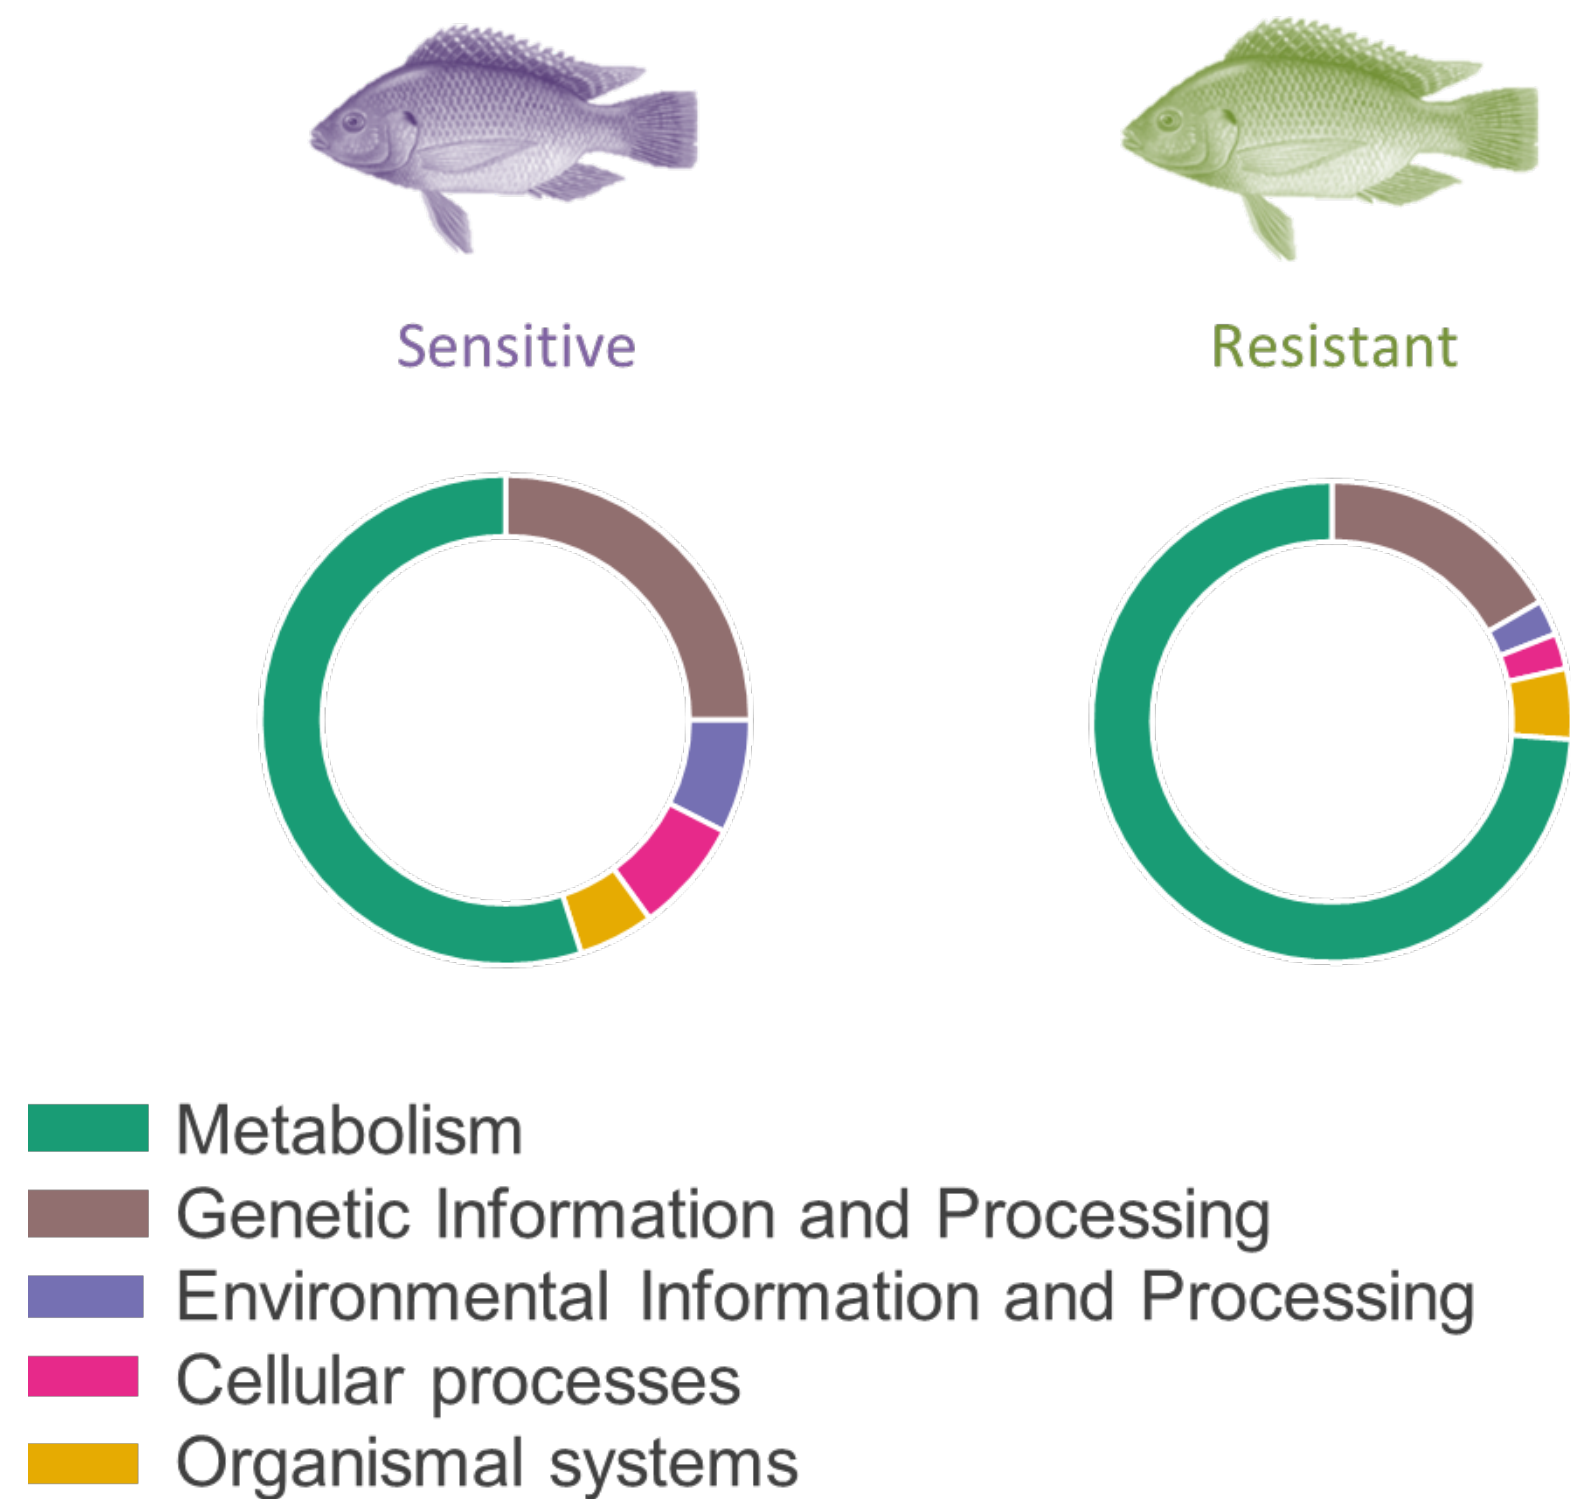 Sensitive
Resistant
Metabolism
Genetic Information and Processing
Environmental Information and Processing
Cellular processes
Organismal systems